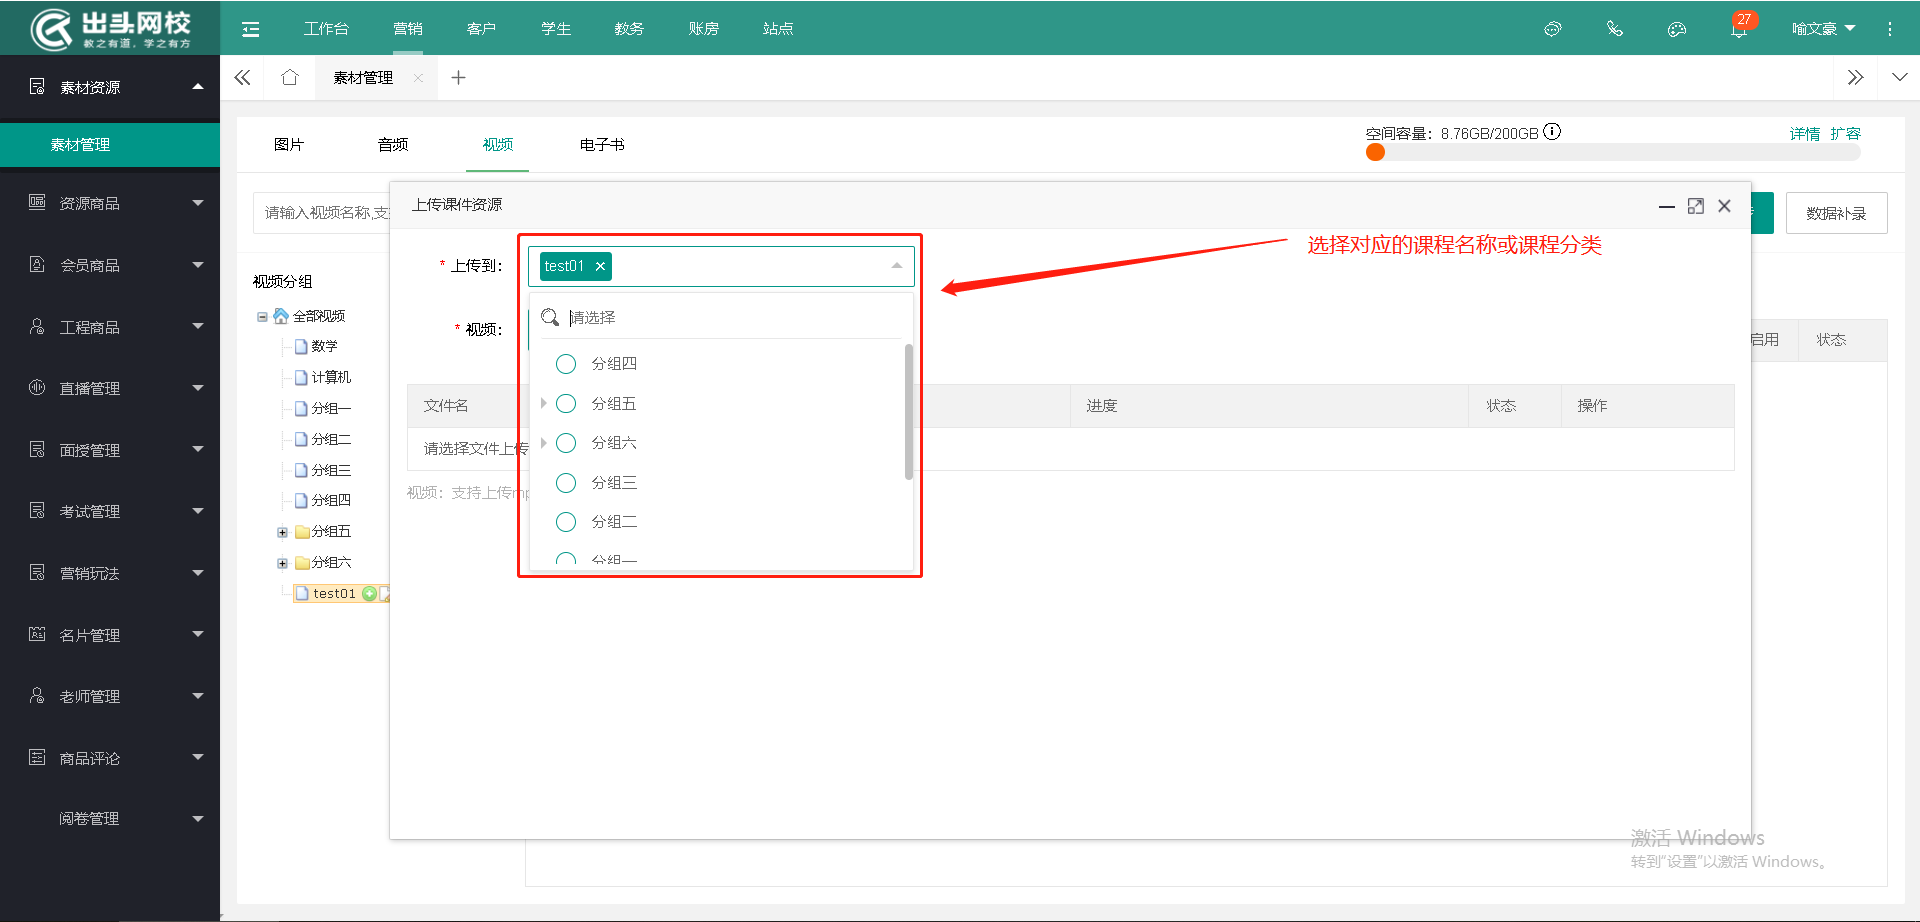 出头网校
教之有道，学之有方
工作台
营销
客户
学生
教务
账房
站点
27
喻文豪
素材资源
素材管理
资源商品
会员商品
工程商品
直播管理
面授管理
考试管理
营销玩法
名片管理
老师管理
商品评论
阅卷管理
素材管理
图片
音频
视频
电子书
空间容量：8.76GB/200GB
详情
扩容
请输入视频名称,支
数据补录
视频分组
全部视频
数学
计算机
分组一
分组二
分组三
分组四
分组五
分组六
test01
启用
状态
上传课件资源
* 上传到：
test01
请选择
分组四
分组五
分组六
分组三
分组二
分组一
* 视频：
文件名
进度
状态
操作
请选择文件上传
视频：支持上传mp
选择对应的课程名称或课程分类
激活 Windows
转到"设置"以激活 Windows。